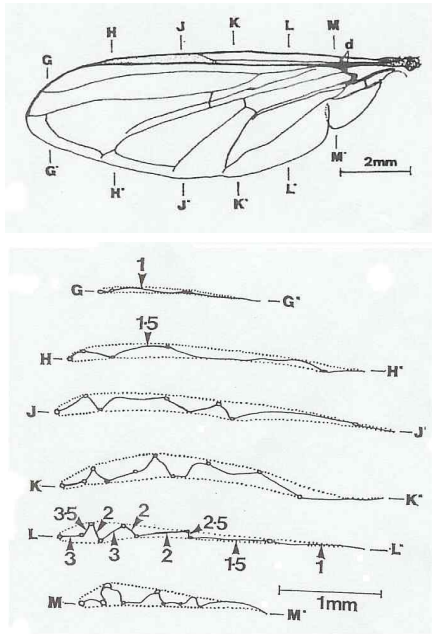 H J K L M d
G
G' H' J' K' L' M'
2mm
1
G G"
1·5
H H"
J J'
K K"
3·5 2 2 2·5
L L"
3 3 2 1·5 1
1mm
M M"